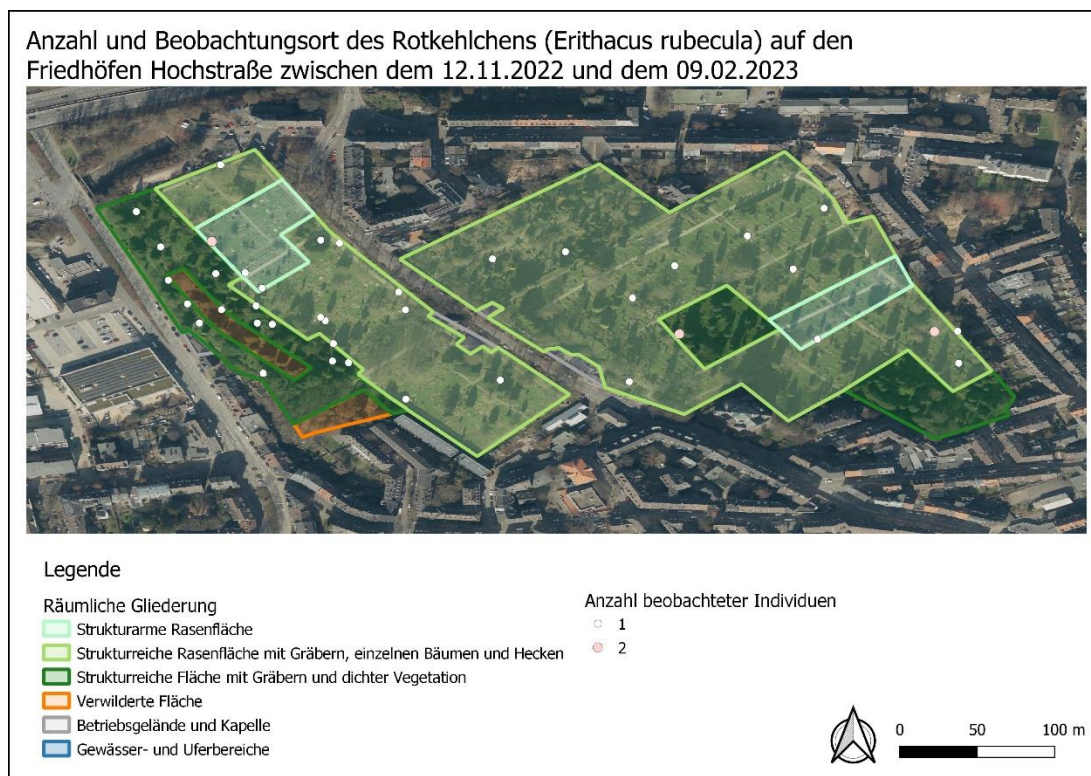 Anzahl und Beobachtungsort des Rotkehlchens (Erithacus rubecula) auf den
Friedhöfen Hochstraße zwischen dem 12.11.2022 und dem 09.02.2023
Legende
Räumliche Gliederung
Strukturarme Rasenfläche
Strukturreiche Rasenfläche mit Gräbern, einzelnen Bäumen und Hecken
Strukturreiche Fläche mit Gräbern und dichter Vegetation
Verwilderte Fläche
Betriebsgelände und Kapelle
Gewässer- und Uferbereiche
Anzahl beobachteter Individuen
1
2
0 50 100 m